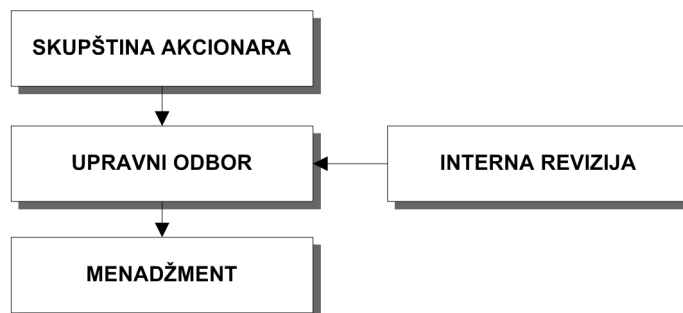 SKUPŠTINA AKCIONARA
UPRAVNI ODBOR
INTERNA REVIZIJA
MENADŽMENT